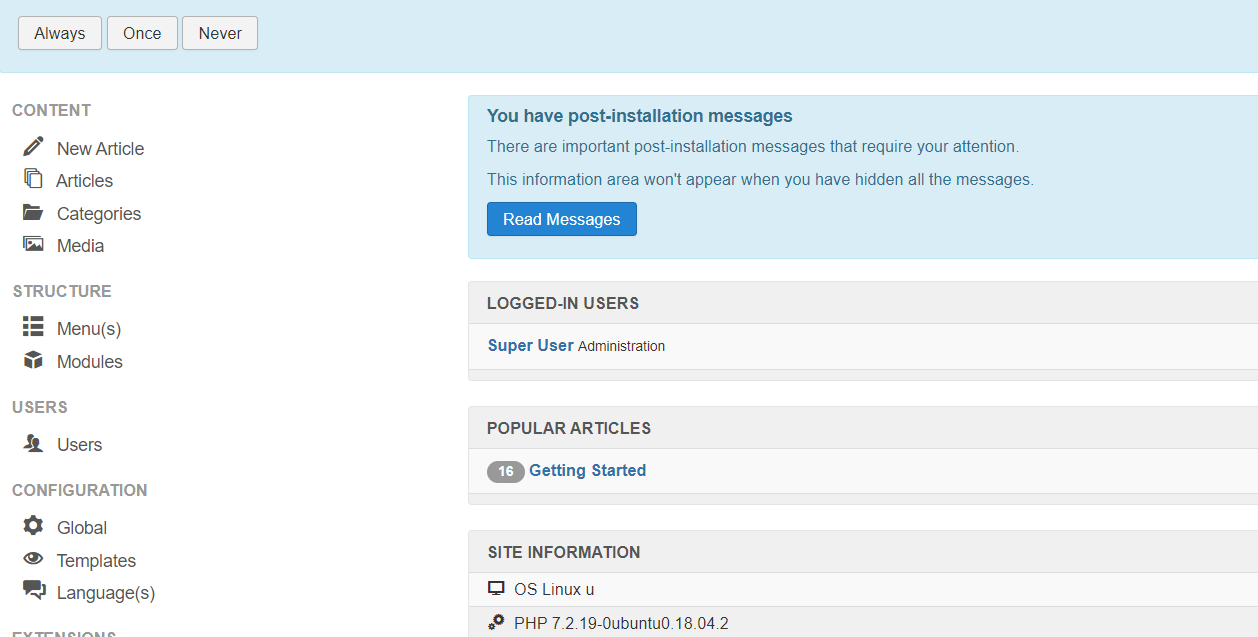 Always Once Never
CONTENT
New Article
Articles
Categories
Media
STRUCTURE
Menu(s)
Modules
USERS
Users
CONFIGURATION
Global
Templates
Language(s)
EXTENSIONS
You have post-installation messages
There are important post-installation messages that require your attention.
This information area won't appear when you have hidden all the messages.
Read Messages
LOGGED-IN USERS
Super User Administration
POPULAR ARTICLES
16 Getting Started
SITE INFORMATION
OS Linux u
PHP 7.2.19-0ubuntu0.18.04.2